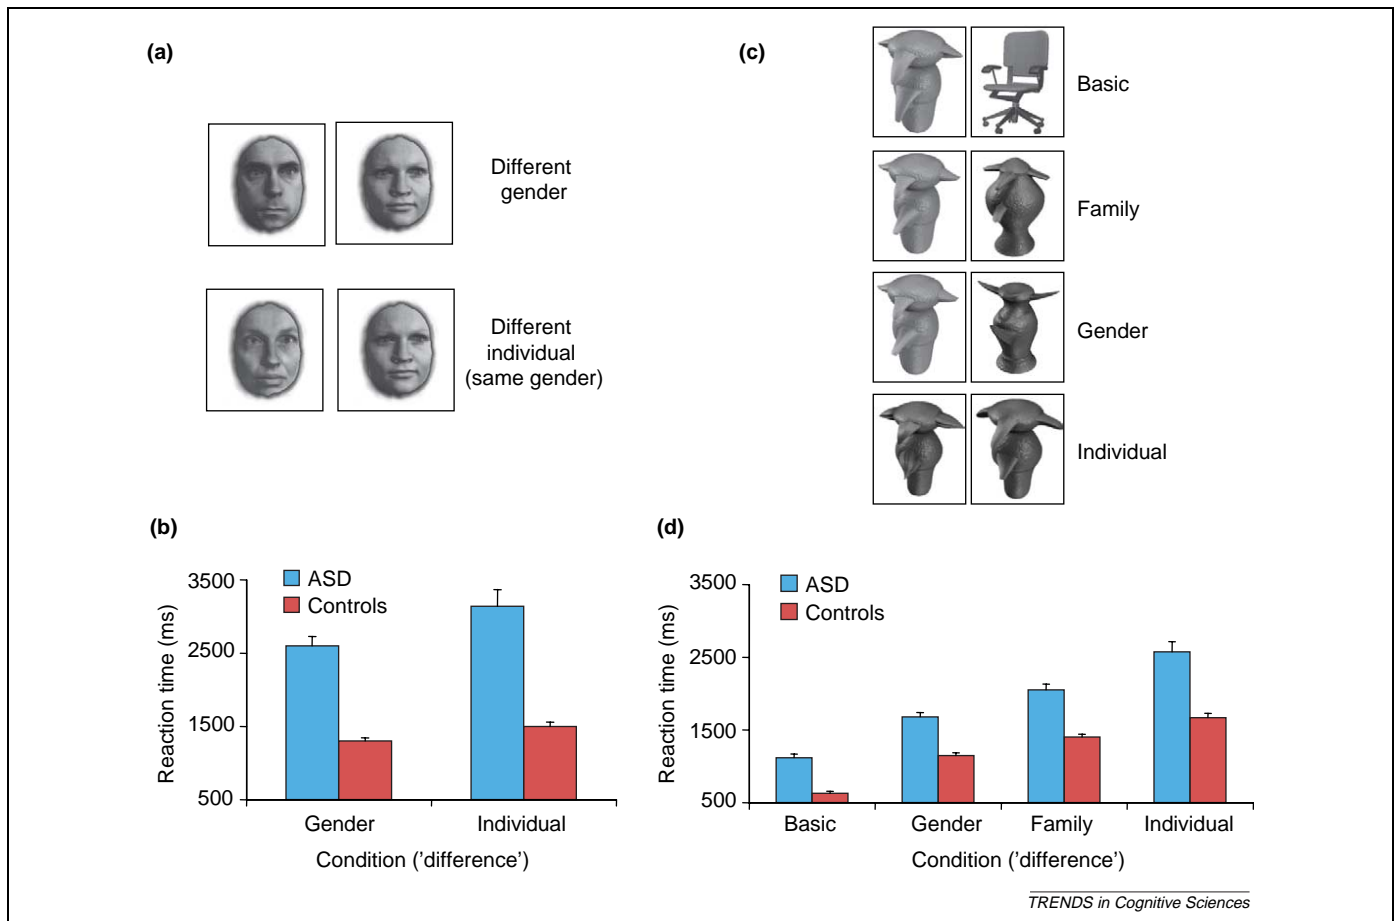 (a)
Different
gender
Different
individual
(same gender)
(c)
Basic
Family
Gender
Individual
(b)
3500
2500
1500
500
Reaction time (ms)
ASD
Controls
Gender
Individual
Condition ('difference')
(d)
3500
2500
1500
500
Reaction time (ms)
ASD
Controls
Basic
Gender
Family
Individual
Condition ('difference')
TRENDS in Cognitive Sciences